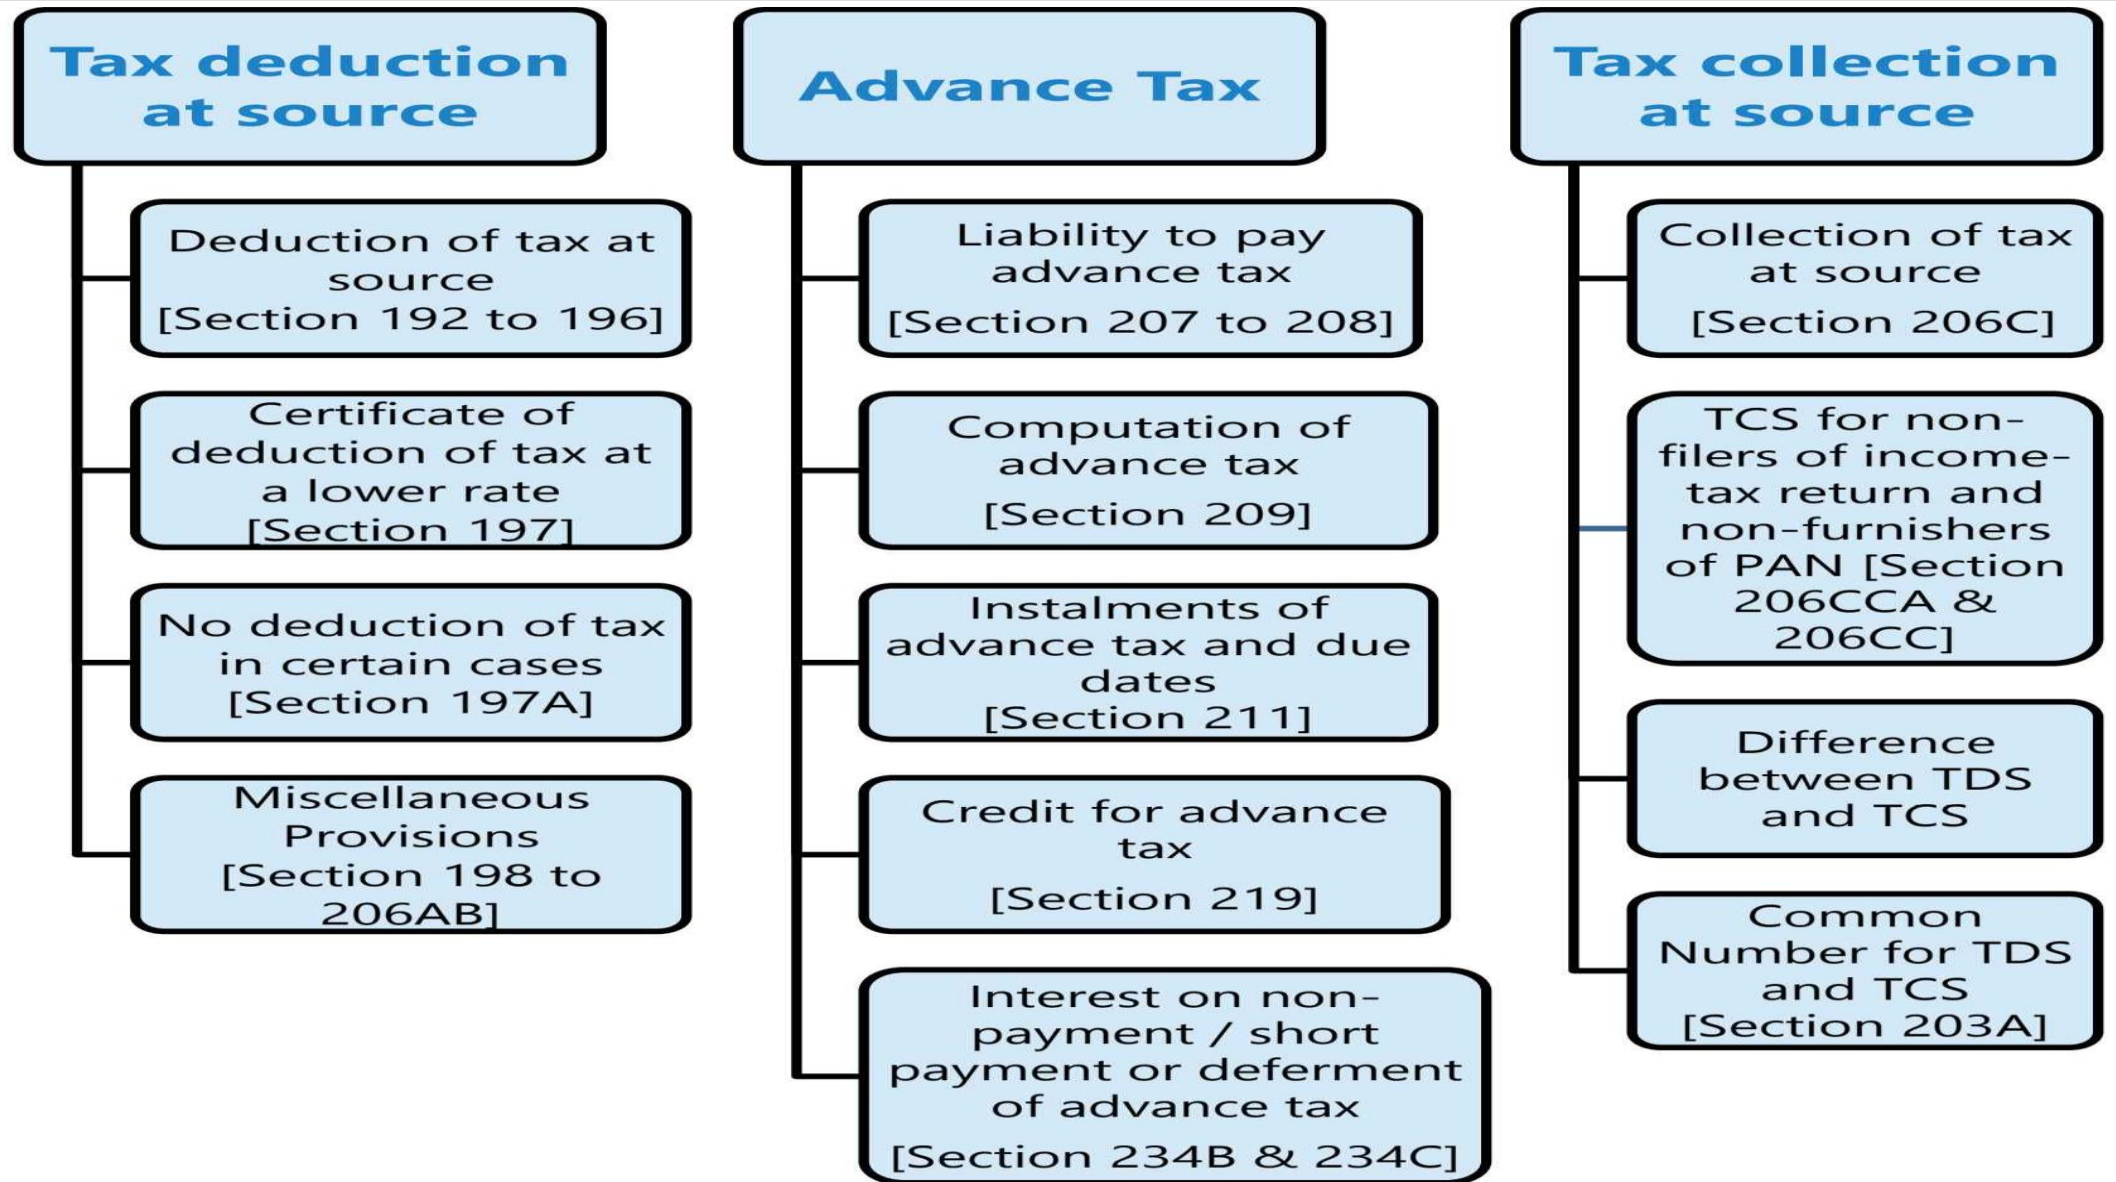 Tax deduction
at source
Deduction of tax at
source
[Section 192 to 196]
Certificate of
deduction of tax at
a lower rate
[Section 197]
No deduction of tax
in certain cases
[Section 197A]
Miscellaneous
Provisions
[Section 198 to
206AB]
Advance Tax
Liability to pay
advance tax
[Section 207 to 208]
Computation of
advance tax
[Section 209]
Instalments of
advance tax and due
dates
[Section 211]
Credit for advance
tax
[Section 219]
Interest on non-
payment / short
payment or deferment
of advance tax
[Section 234B & 234C]
Tax collection
at source
Collection of tax
at source
[Section 206C]
TCS for non-
filers of income-
tax return and
non-furnishers
of PAN [Section
206CCA &
206CC]
Difference
between TDS
and TCS
Common
Number for TDS
and TCS
[Section 203A]